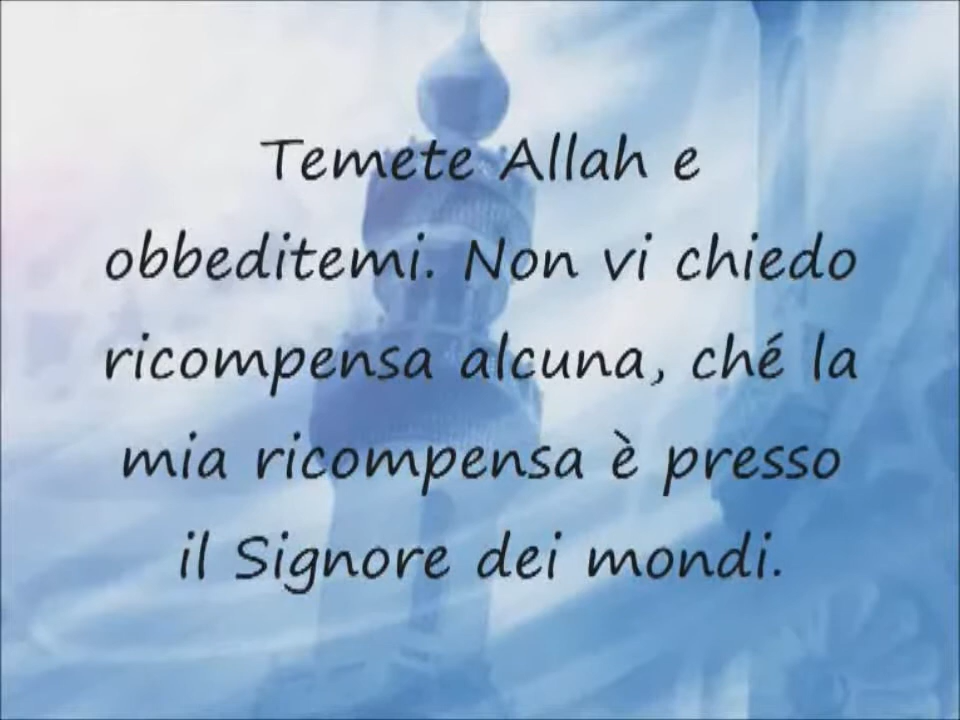 Temete Allah e
obbeditemi. Non vi chiedo
ricompensa alcuna, ché la
mia ricompensa è presso
il Signore dei mondi.